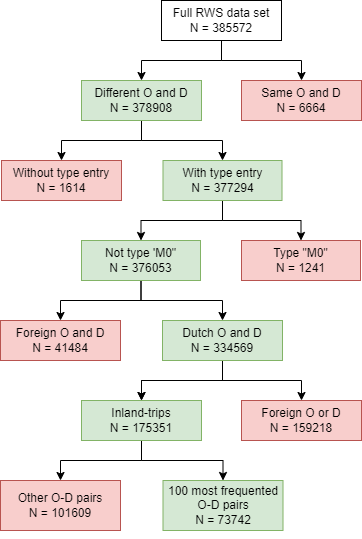 Full RWS data set
N = 385572
Different O and D
N = 378908
Same O and D
N = 6664
Without type entry
N = 1614
With type entry
N = 377294
Not type 'M0"
N = 376053
Type "M0"
N = 1241
Foreign O and D
N = 41484
Dutch O and D
N = 334569
Inland-trips
N = 175351
Foreign O or D
N = 159218
Other O-D pairs
N = 101609
100 most frequented
O-D pairs
N = 73742